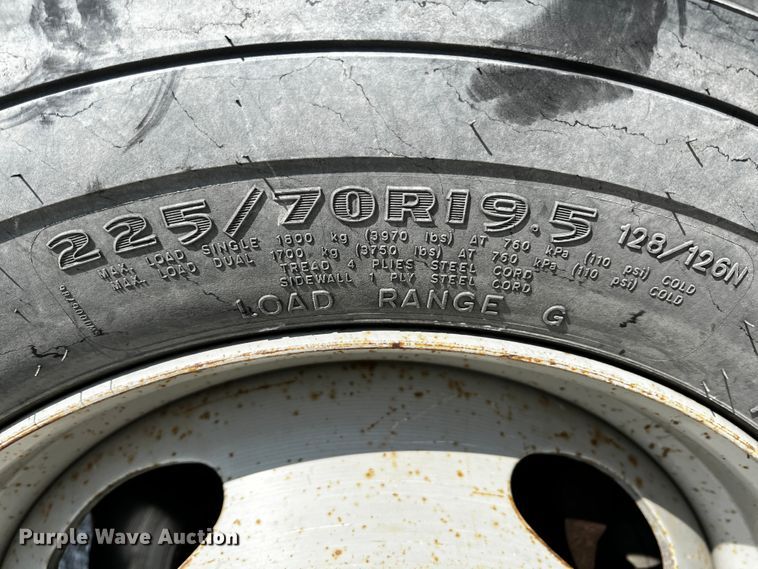 225/70R19.5 128/126N
MAX. LOAD SINGLE 1800 kg (3970 lbs) AT 760 kPa (110 psi) COLD
MAX. LOAD DUAL 1700 kg (3750 lbs) AT 760 kPa (110 psi) COLD
TREAD 4 PLIES STEEL CORD
SIDEWALL 1 PLY STEEL CORD
LOAD RANGE G
Purple Wave Auction